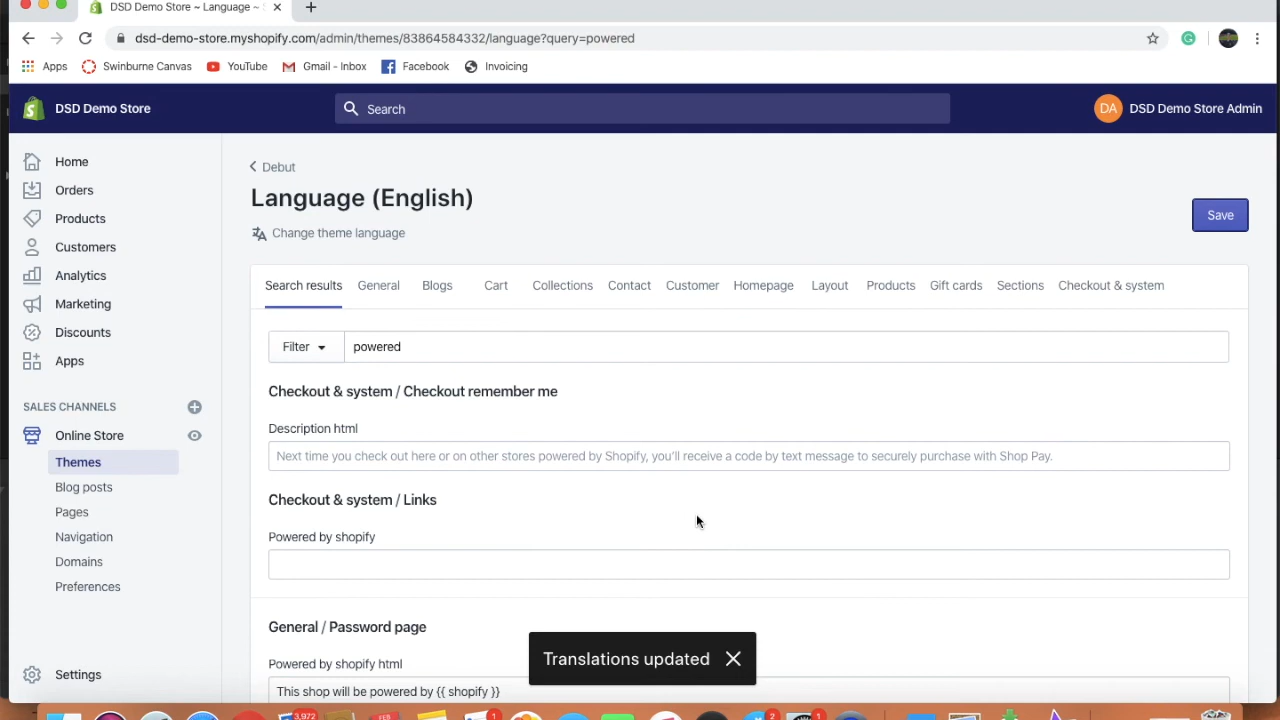 DSD Demo Store ~ Language ~
dsd-demo-store.myshopify.com/admin/themes/83864584332/language?query=powered
Apps Swinburne Canvas YouTube Gmail - Inbox Facebook Invoicing
DSD Demo Store
Search
DA DSD Demo Store Admin
Home
Orders
Products
Customers
Analytics
Marketing
Discounts
Apps
SALES CHANNELS
Online Store
Themes
Blog posts
Pages
Navigation
Domains
Preferences
Settings
Debut
Language (English)
Change theme language
Save
Search results General Blogs Cart Collections Contact Customer Homepage Layout Products Gift cards Sections Checkout & system
Filter powered
Checkout & system / Checkout remember me
Description html
Next time you check out here or on other stores powered by Shopify, you’ll receive a code by text message to securely purchase with Shop Pay.
Checkout & system / Links
Powered by shopify
General / Password page
Powered by shopify html
This shop will be powered by {{ shopify }}
Translations updated
3,972 FEB 1 2 1